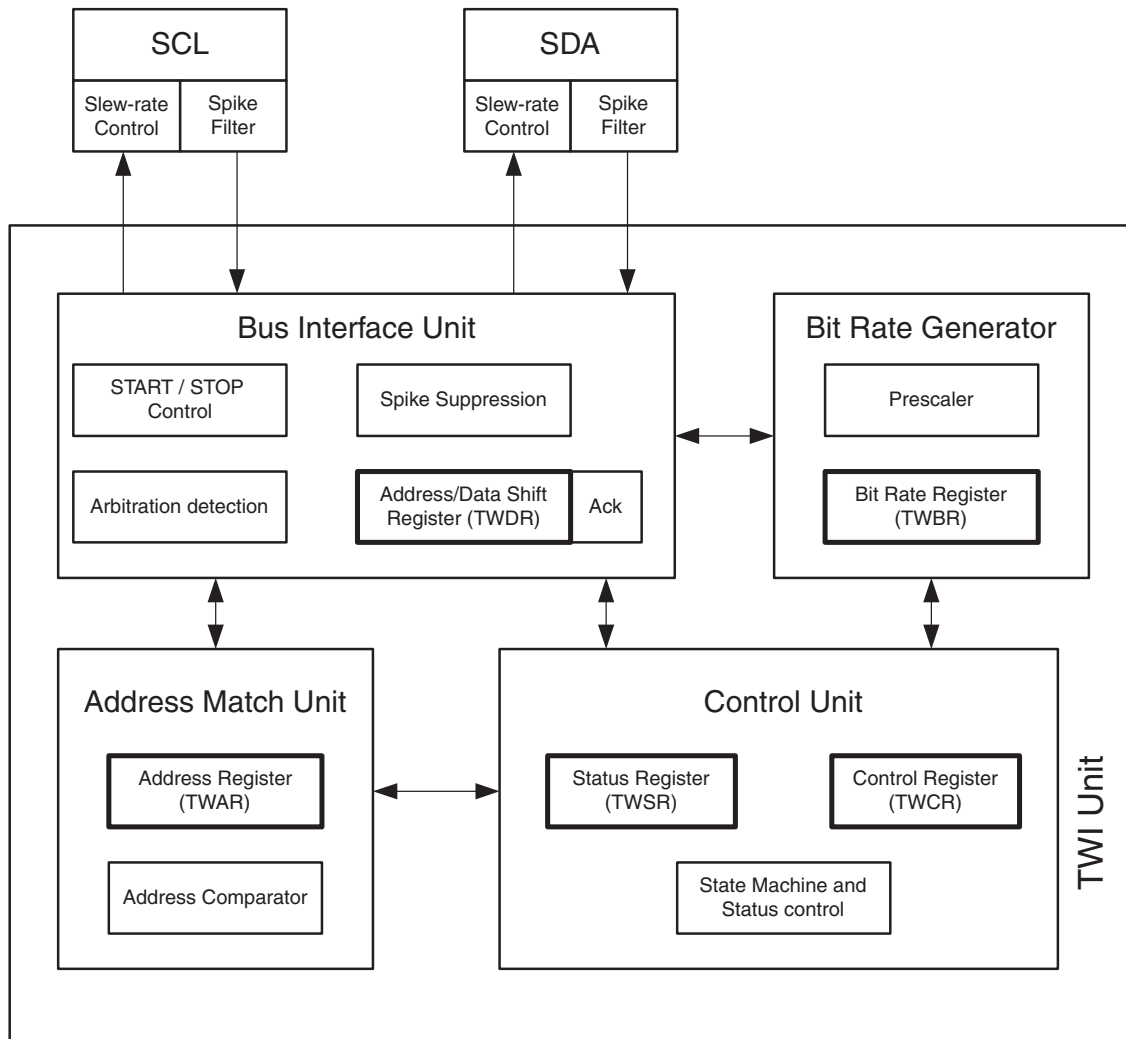 SCL
Slew-rate
Control
Spike
Filter
SDA
Slew-rate
Control
Spike
Filter
Bus Interface Unit
START / STOP
Control
Spike Suppression
Arbitration detection
Address/Data Shift
Register (TWDR)
Ack
Bit Rate Generator
Prescaler
Bit Rate Register
(TWBR)
Address Match Unit
Address Register
(TWAR)
Address Comparator
Control Unit
Status Register
(TWSR)
Control Register
(TWCR)
State Machine and
Status control
TWI Unit